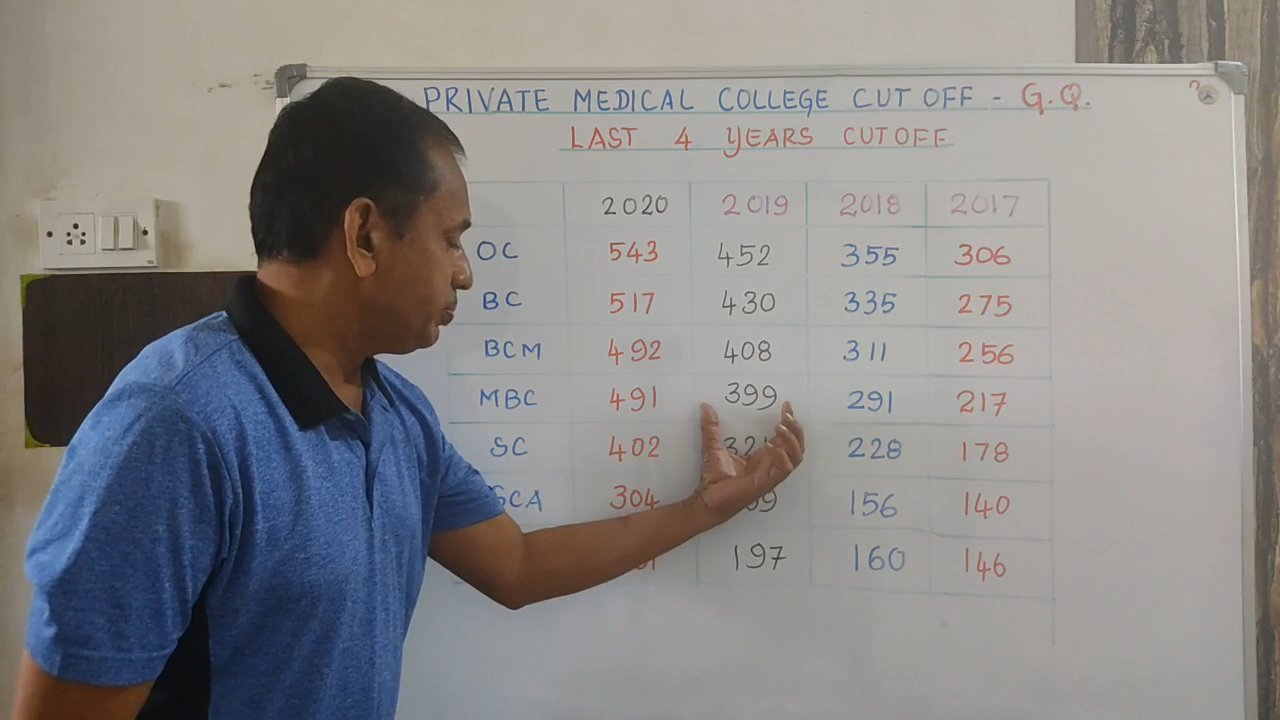 PRIVATE MEDICAL COLLEGE CUT OFF - G.Q.
LAST 4 YEARS CUTOFF
2020 2019 2018 2017
OC 543 452 355 306
BC 517 430 335 275
BCM 492 408 311 256
MBC 491 399 291 217
SC 402 228 178
SCA 304 156 140
197 160 146